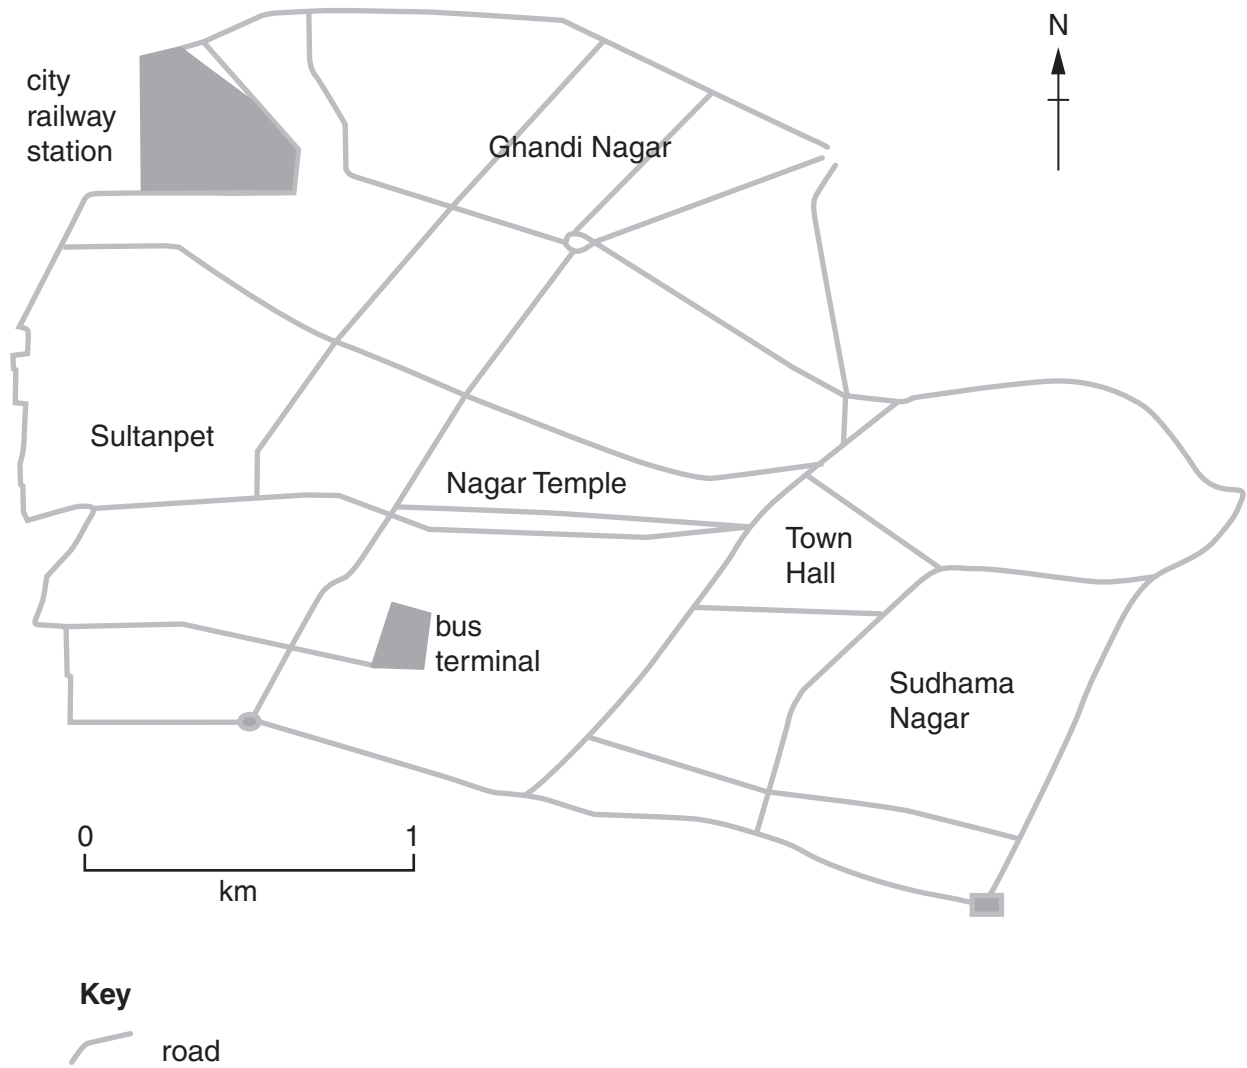 N
city
railway
station
Ghandi Nagar
Sultanpet
Nagar Temple
Town
Hall
bus
terminal
Sudhama
Nagar
0 1
km
Key
road